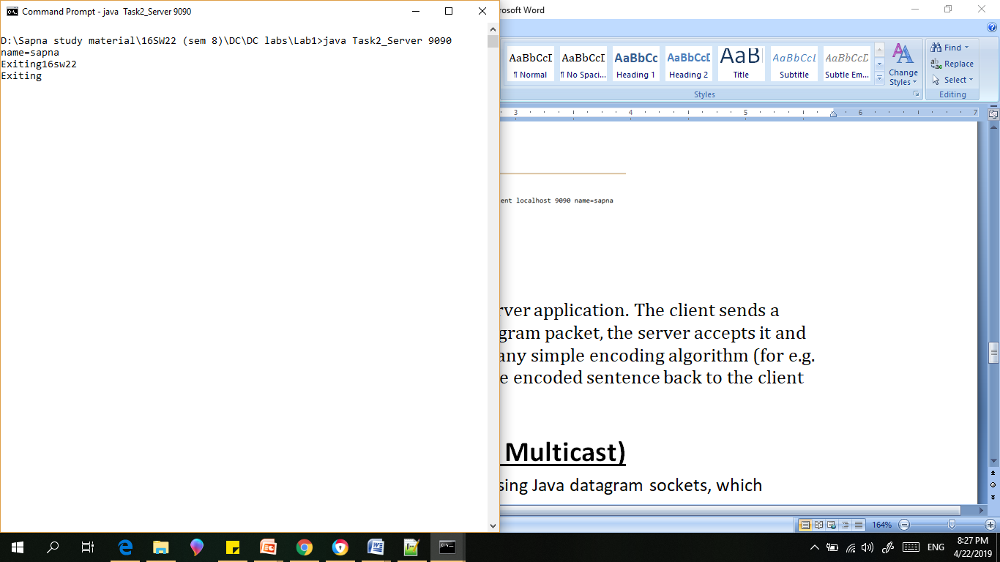 Command Prompt - java  Task2_Server 9090
D:\Sapna study material\16SW22 (sem 8)\DC\DC labs\Lab1>java Task2_Server 9090
name=sapna
Exiting16sw22
Exiting
rosoft Word
AaBbCcI AaBbCcI AaBbCc AaBbCc AaB AaBbCcI AaBbCcD
¶ Normal ¶ No Spaci... Heading 1 Heading 2 Title Subtitle Subtle Em...
Change Styles
Find
Replace
Select
Styles Editing
3 4 5 6 7
ent localhost 9090 name=sapna
rver application. The client sends a
gram packet, the server accepts it and
any simple encoding algorithm (for e.g.
e encoded sentence back to the client
Multicast)
sing Java datagram sockets, which
164%
ENG
8:27 PM
4/22/2019